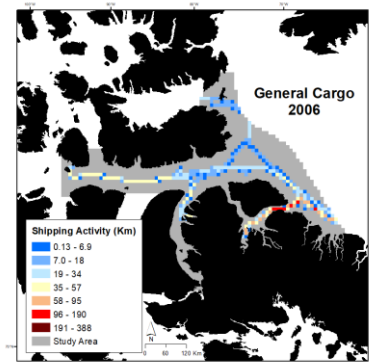 General Cargo
2006
Shipping Activity (Km)
0.13 - 6.9
7.0 - 18
19 - 34
35 - 57
58 - 95
96 - 190
191 - 388
Study Area
N
0 60 120 Km